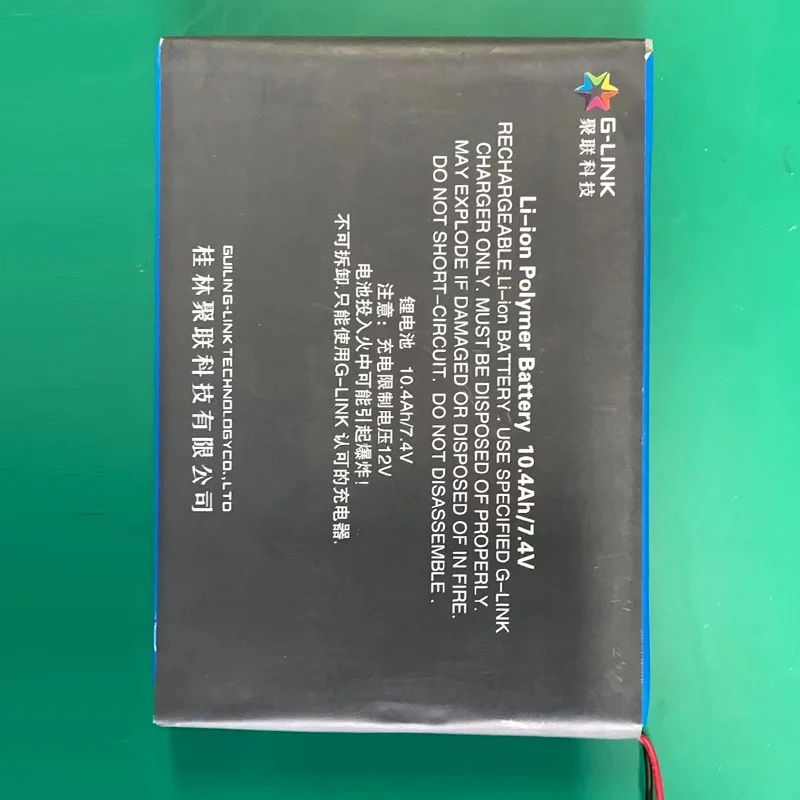 G-LINK
聚联科技
Li-ion Polymer Battery 10.4Ah/7.4V
RECHARGEABLE.Li-ion BATTERY. USE SPECIFIED G-LINK
CHARGER ONLY. MUST BE DISPOSED OF PROPERLY.
MAY EXPLODE IF DAMAGED OR DISPOSED OF IN FIRE.
DO NOT SHORT-CIRCUIT. DO NOT DISASSEMBLE.
锂电池 10.4Ah/7.4V
注意：充电限制电压12V
电池投入火中可能引起爆炸!
不可拆卸.只能使用G-LINK 认可的充电器.
GUILING-LINK TECHNOLOGYCO.,LTD
桂林聚联科技有限公司